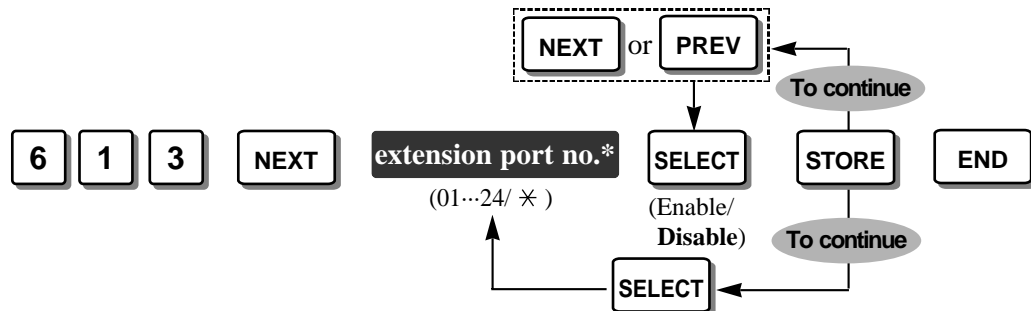 NEXT or PREV
To continue
6 1 3 NEXT extension port no.* SELECT STORE END
(01···24/ ✳ )
(Enable/
Disable)
To continue
SELECT